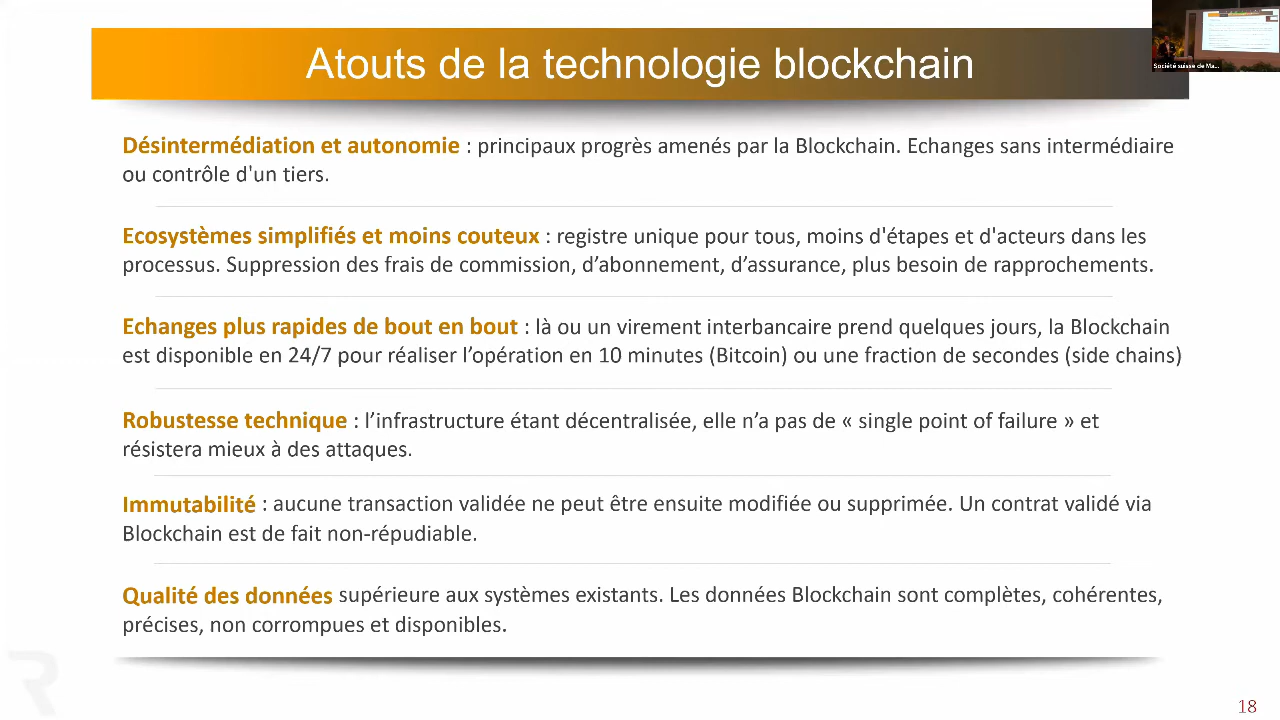 Atouts de la technologie blockchain
Société suisse de Ma...
Désintermédiation et autonomie : principaux progrès amenés par la Blockchain. Echanges sans intermédiaire
ou contrôle d'un tiers.
Ecosystèmes simplifiés et moins couteux : registre unique pour tous, moins d'étapes et d'acteurs dans les
processus. Suppression des frais de commission, d’abonnement, d’assurance, plus besoin de rapprochements.
Echanges plus rapides de bout en bout : là ou un virement interbancaire prend quelques jours, la Blockchain
est disponible en 24/7 pour réaliser l’opération en 10 minutes (Bitcoin) ou une fraction de secondes (side chains)
Robustesse technique : l’infrastructure étant décentralisée, elle n’a pas de « single point of failure » et
résistera mieux à des attaques.
Immutabilité : aucune transaction validée ne peut être ensuite modifiée ou supprimée. Un contrat validé via
Blockchain est de fait non-répudiable.
Qualité des données supérieure aux systèmes existants. Les données Blockchain sont complètes, cohérentes,
précises, non corrompues et disponibles.
R
18